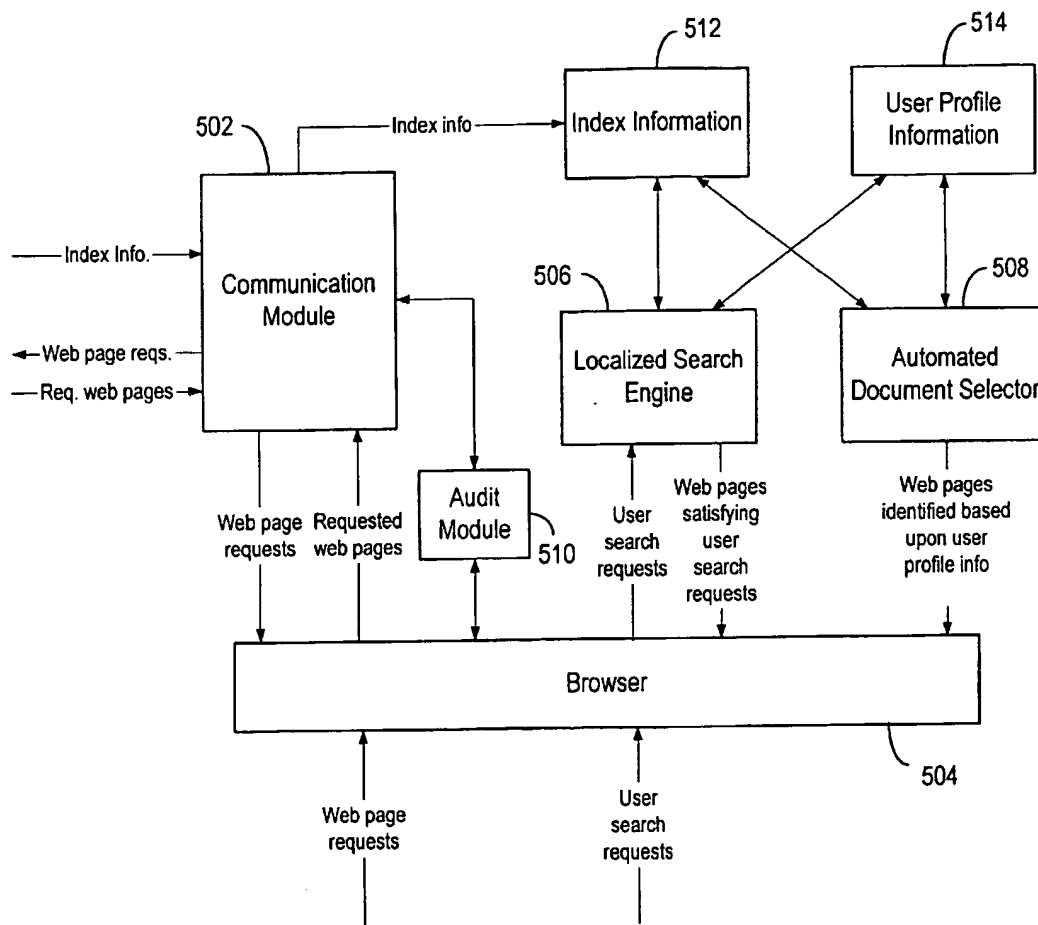 512
514
502
Index info
Index Information
User Profile
Information
Index Info.
Communication
Module
506
508
Web page reqs.
Req. web pages
Localized Search
Engine
Automated
Document Selector
Web page
requests
Requested
web pages
Audit
Module
510
User
search
requests
Web pages
satisfying
user
search
requests
Web pages
identified based
upon user
profile info
Browser
504
Web page
requests
User
search
requests